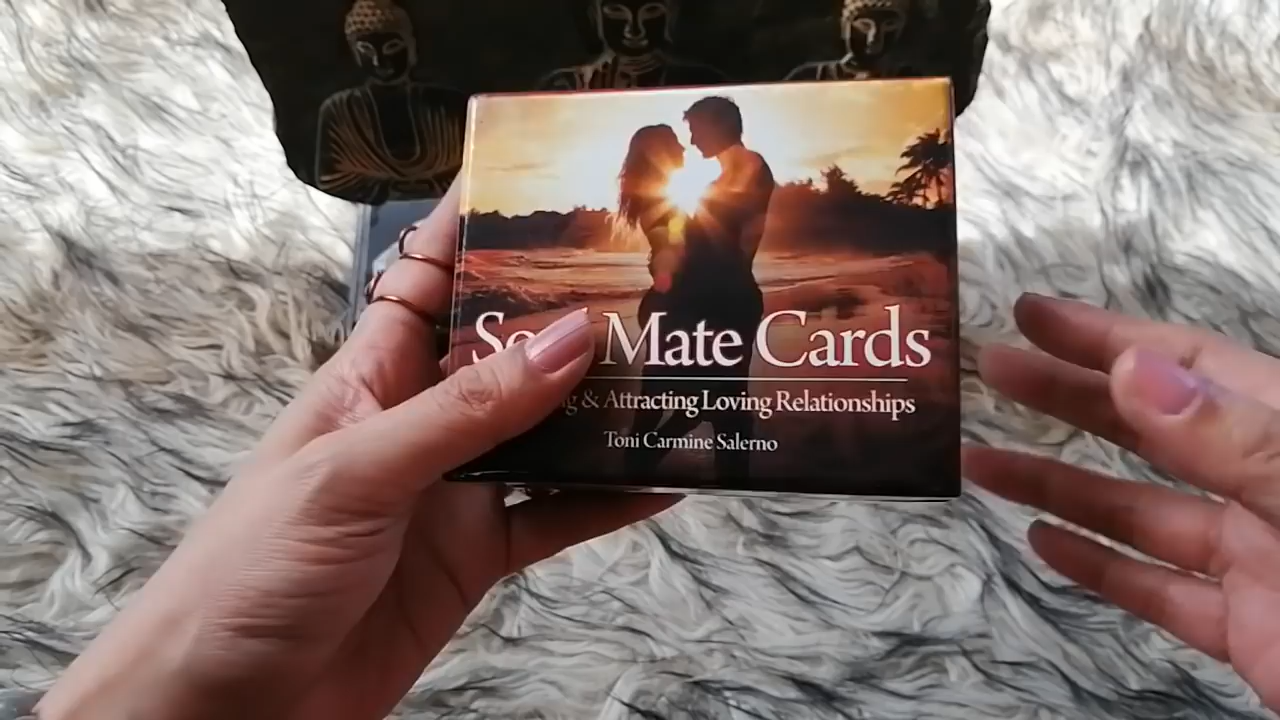 Mate Cards
& Attracting Loving Relationships
Toni Carmine Salerno